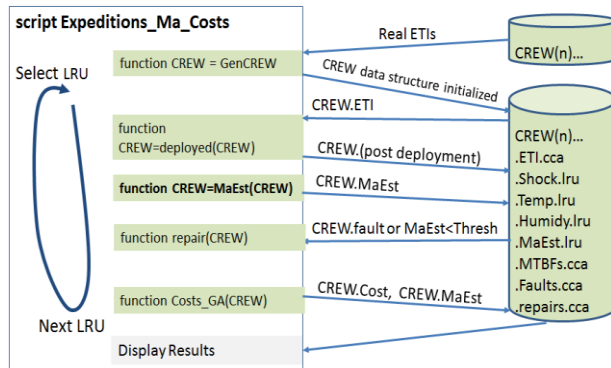 script Expeditions_Ma_Costs
Real ETIs
CREW(n)...
function CREW = GenCREW
Select LRU
CREW data structure initialized
CREW.ETI
function
CREW=deployed(CREW)
CREW.(post deployment)
function CREW=MaEst(CREW)
CREW.MaEst
function repair(CREW)
CREW.fault or MaEst<Thresh
function Costs_GA(CREW)
CREW.Cost, CREW.MaEst
Next LRU
Display Results
CREW(n)...
.ETI.cca
.Shock.lru
.Temp.lru
.Humidy.lru
.MaEst.lru
.MTBFs.cca
.Faults.cca
.repairs.cca